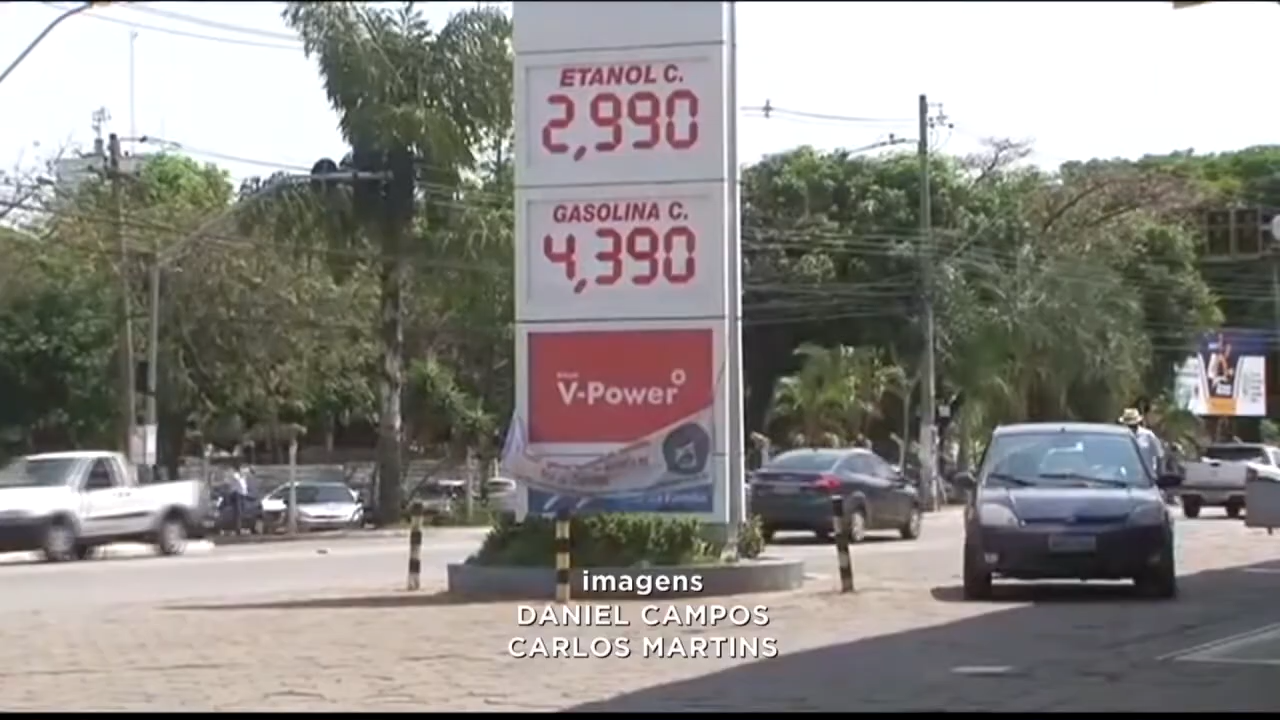 ETANOL C.
2,990
GASOLINA C.
4,390
V-Power
imagens
DANIEL CAMPOS
CARLOS MARTINS